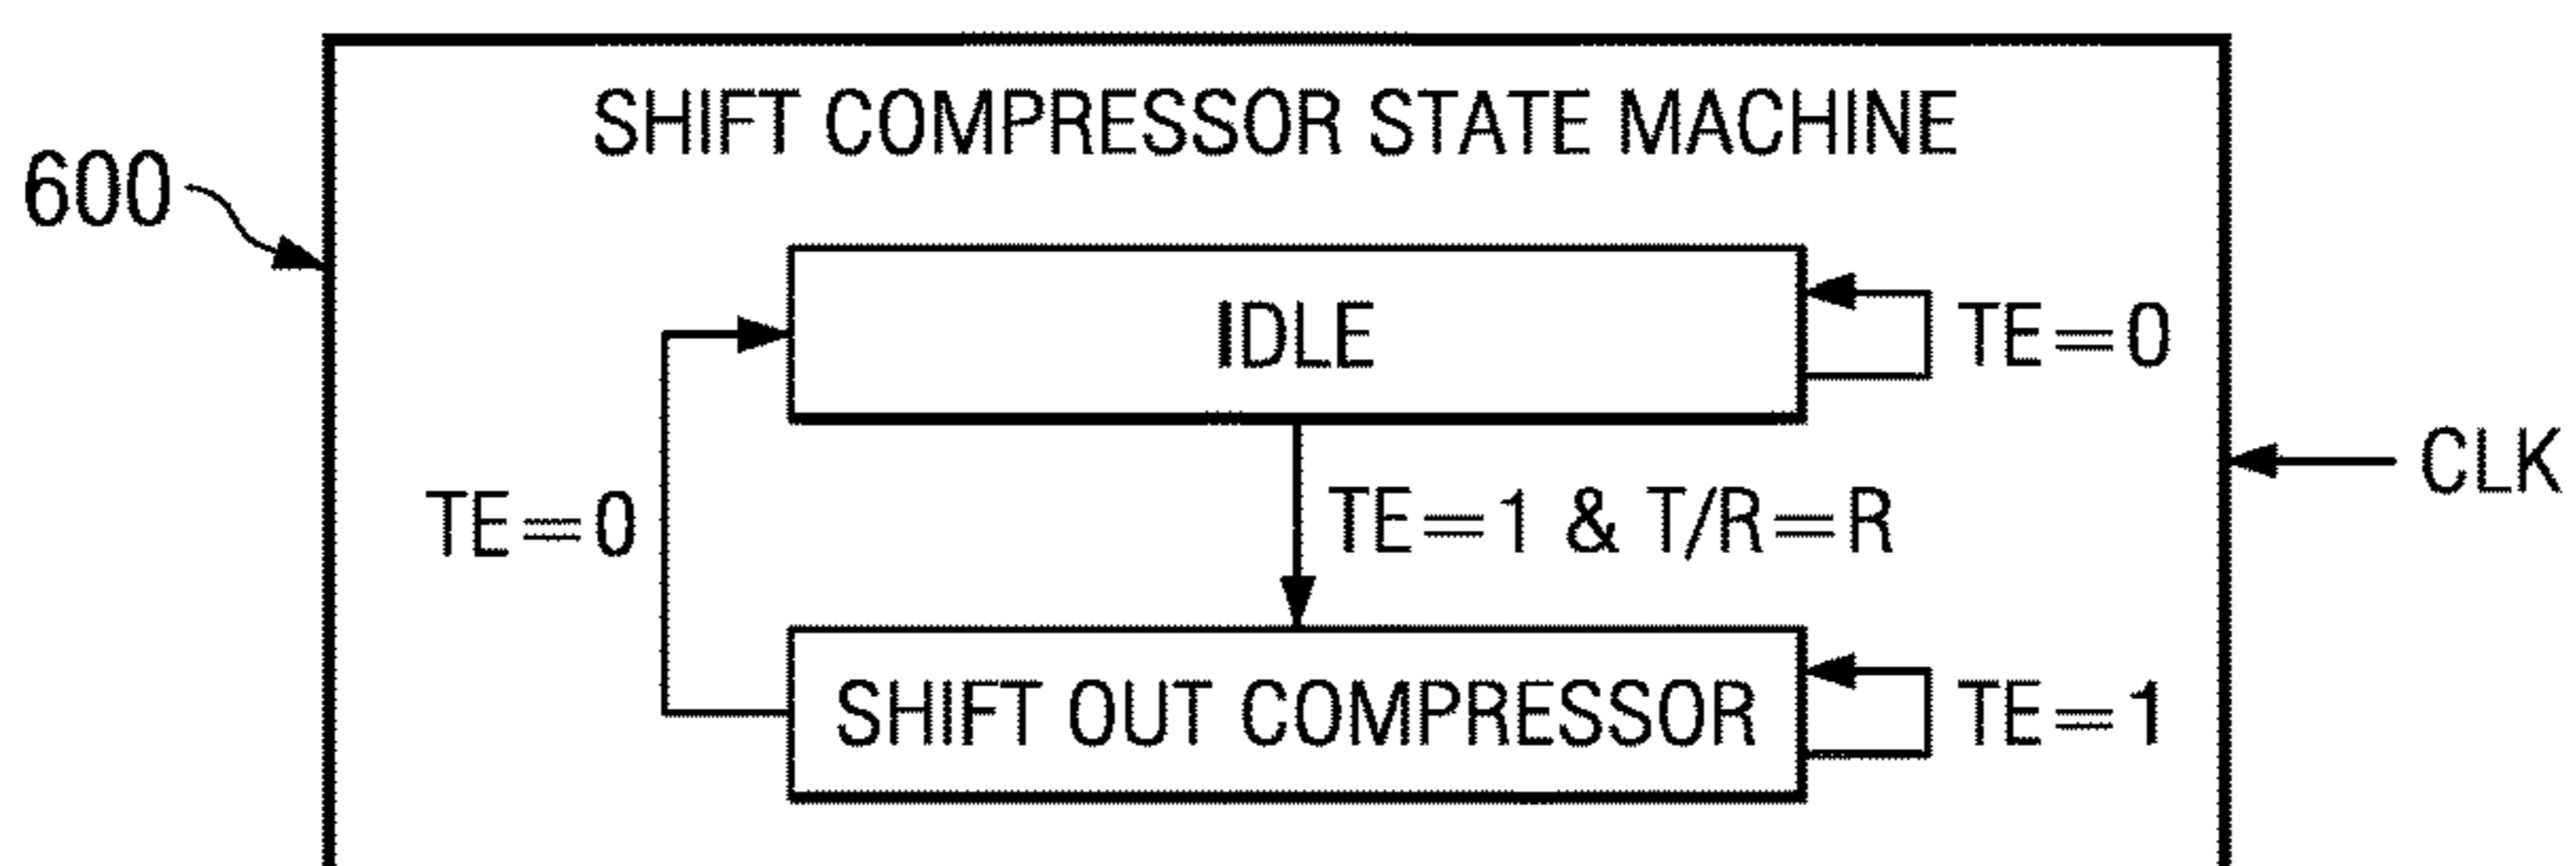 SHIFT COMPRESSOR STATE MACHINE
600
IDLE
TE=0
CLK
TE=0
TE=1 & T/R=R
SHIFT OUT COMPRESSOR
TE=1